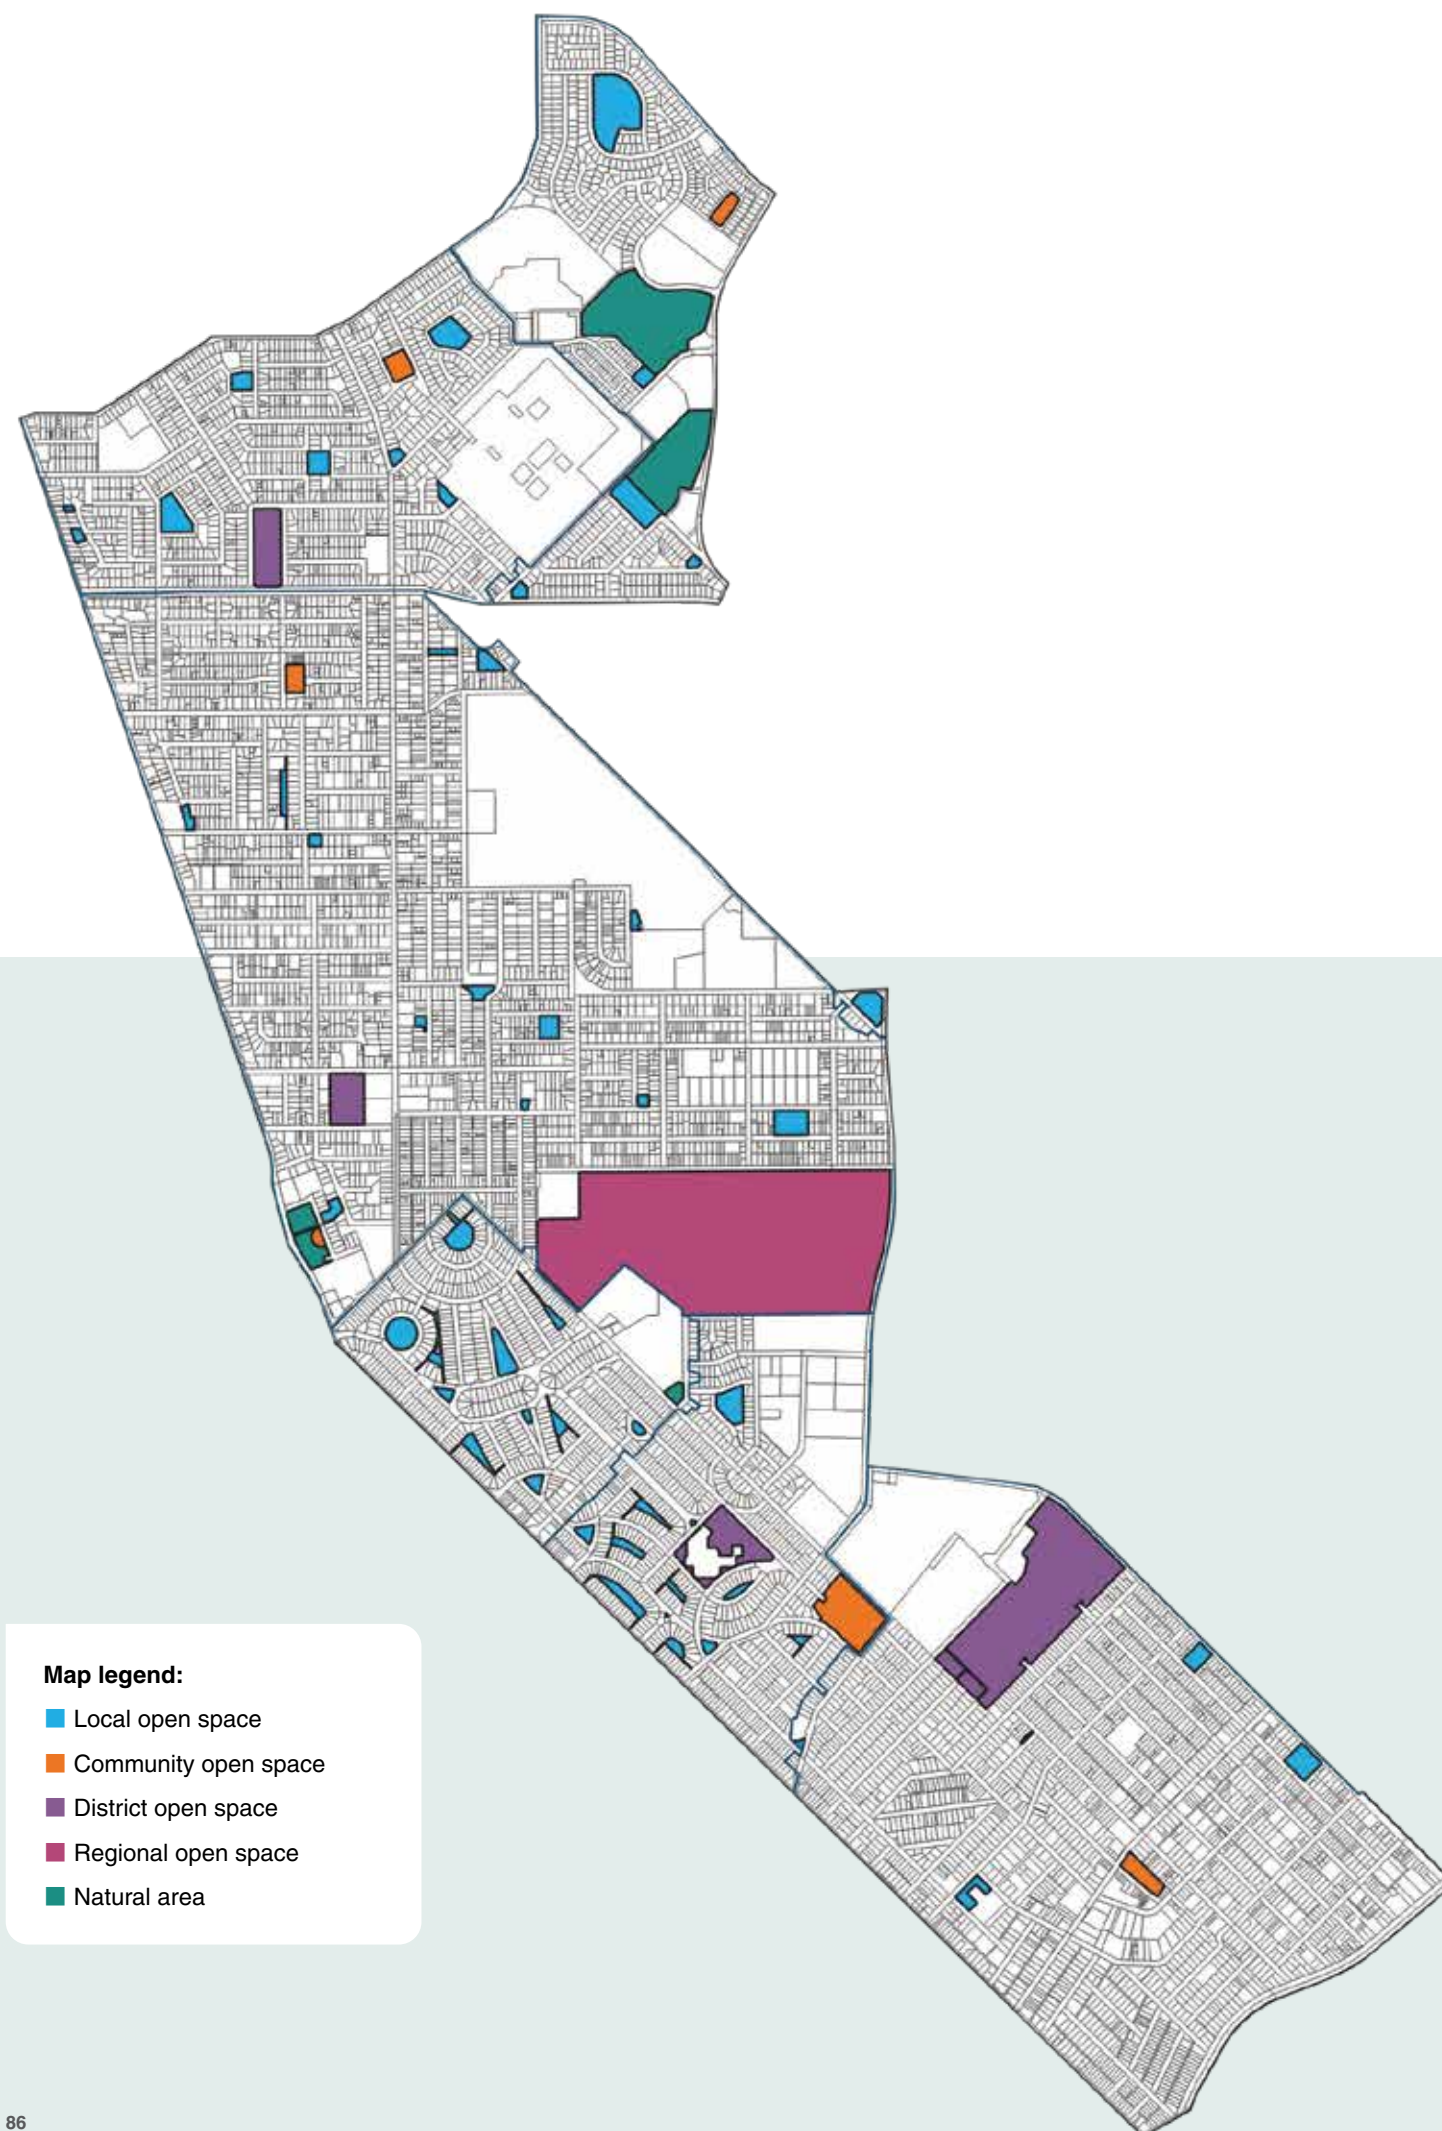 Map legend:
Local open space
Community open space
District open space
Regional open space
Natural area
86